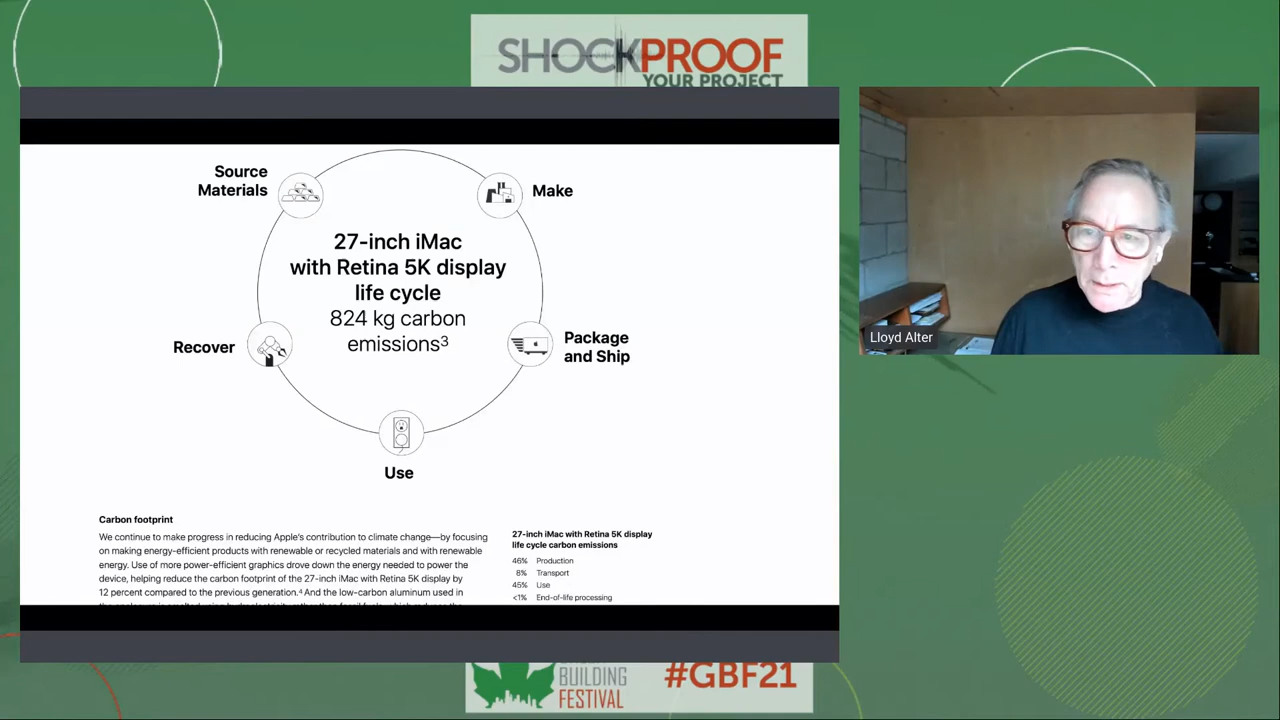 SHOCKPROOF
YOUR PROJECT
Source
Materials
Make
27-inch iMac
with Retina 5K display
life cycle
824 kg carbon
emissions³
Recover
Package
and Ship
Use
Carbon footprint
We continue to make progress in reducing Apple's contribution to climate change—by focusing
on making energy-efficient products with renewable or recycled materials and with renewable
energy. Use of more power-efficient graphics drove down the energy needed to power the
device, helping reduce the carbon footprint of the 27-inch iMac with Retina 5K display by
12 percent compared to the previous generation.⁴ And the low-carbon aluminum used in
27-inch iMac with Retina 5K display
life cycle carbon emissions
46% Production
8% Transport
45% Use
<1% End-of-life processing
Lloyd Alter
BUILDING
FESTIVAL
#GBF21